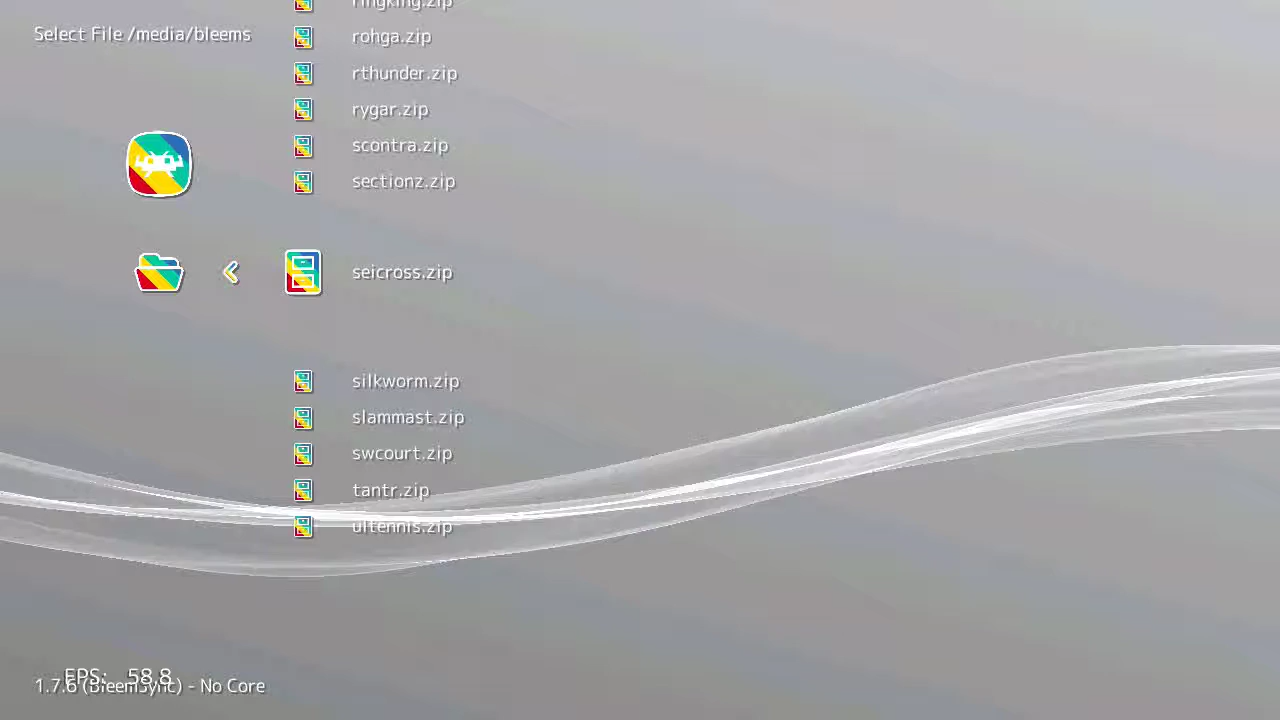 ringking.zip
Select File /media/bleems
rohga.zip
rthunder.zip
rygar.zip
scontra.zip
sectionz.zip
seicross.zip
silkworm.zip
slammast.zip
swcourt.zip
tantr.zip
ultennis.zip
FPS: 58.8
1.7.6 (BleemSync) - No Core